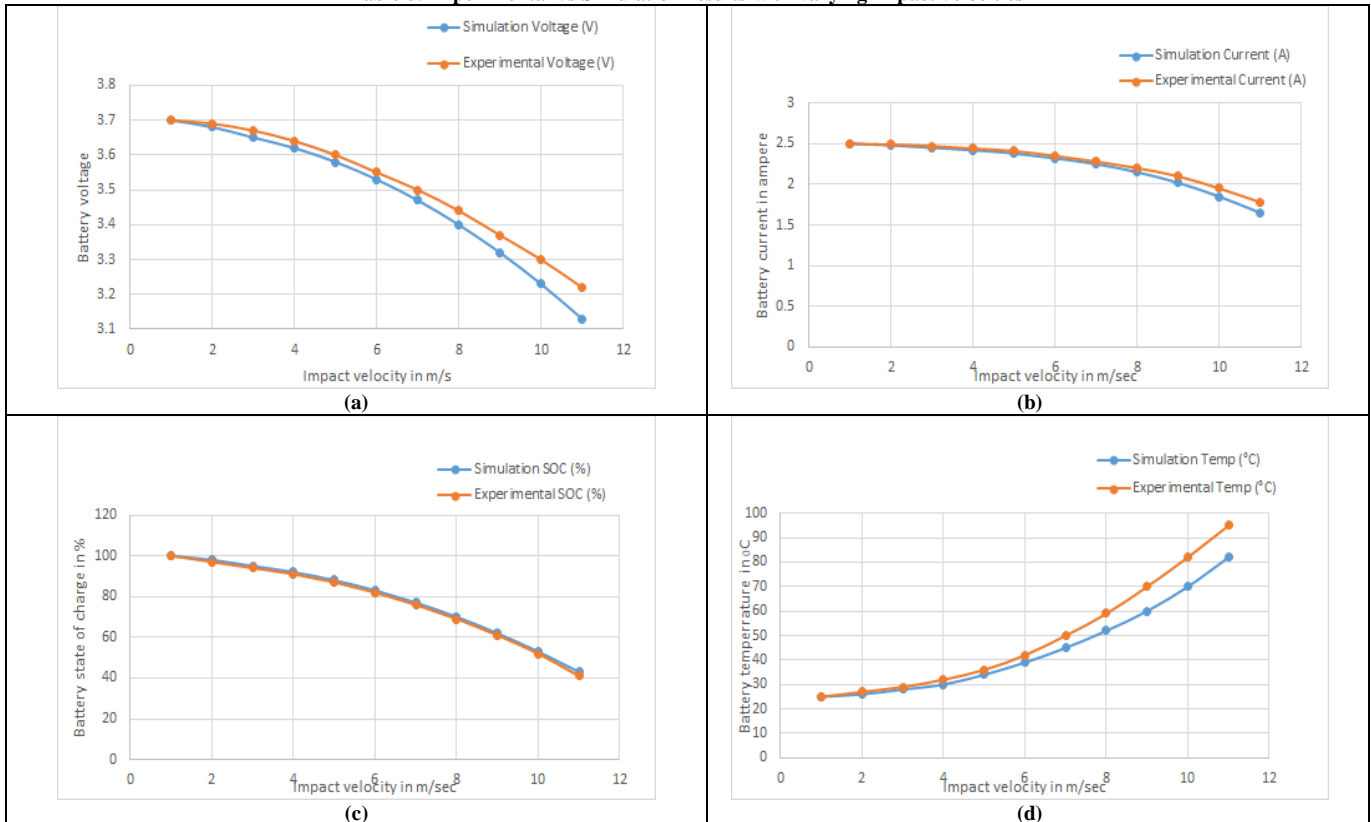 Simulation Voltage (V)
Experimental Voltage (V)
3.8
3.7
3.6
3.5
3.4
3.3
3.2
3.1
Battery voltage
0 2 4 6 8 10 12
Impact velocity in m/s
(a)
Simulation Current (A)
Experimental Current (A)
3
2.5
2
1.5
1
0.5
0
Battery current in ampere
0 2 4 6 8 10 12
Impact velocity in m/sec
(b)
Simulation SOC (%)
Experimental SOC (%)
120
100
80
60
40
20
0
Battery state of charge in %
0 2 4 6 8 10 12
Impact velocity in m/sec
(c)
Simulation Temp (°C)
Experimental Temp (°C)
100
90
80
70
60
50
40
30
20
10
0
Battery temperrature in 0C
0 2 4 6 8 10 12
Impact velocity in m/sec
(d)